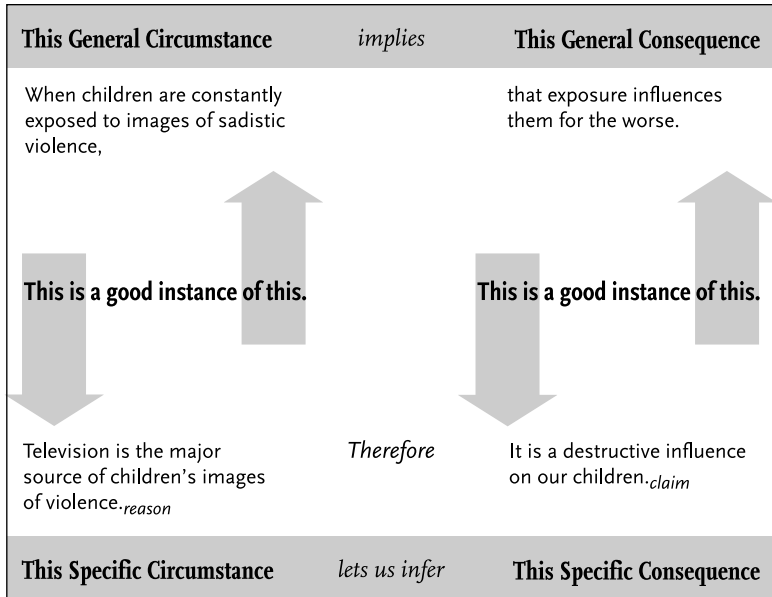 This General Circumstance implies This General Consequence
When children are constantly
exposed to images of sadistic
violence,
that exposure influences
them for the worse.
This is a good instance of this.
This is a good instance of this.
Television is the major
source of children’s images
of violence.reason
Therefore
It is a destructive influence
on our children.claim
This Specific Circumstance lets us infer This Specific Consequence